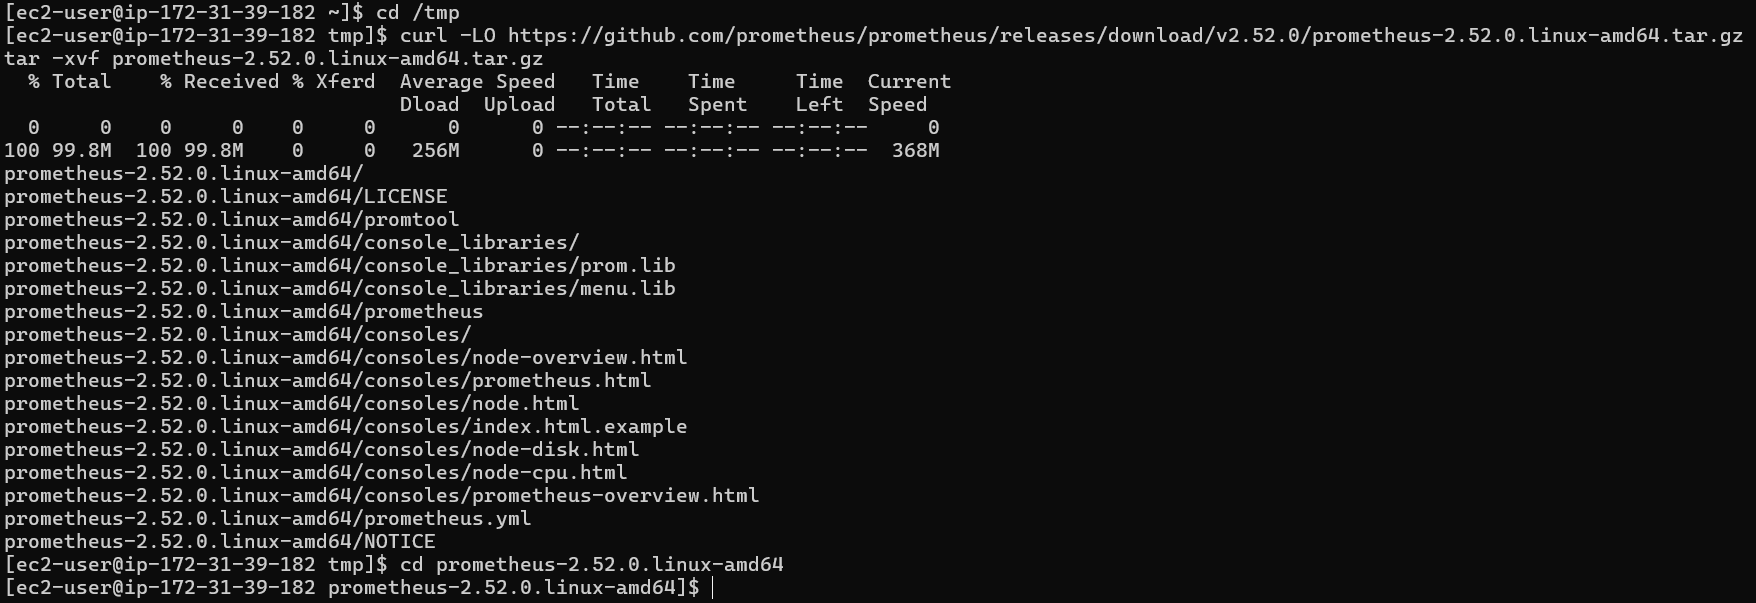 [ec2-user@ip-172-31-39-182 ~]$ cd /tmp
[ec2-user@ip-172-31-39-182 tmp]$ curl -LO https://github.com/prometheus/prometheus/releases/download/v2.52.0/prometheus-2.52.0.linux-amd64.tar.gz
tar -xvf prometheus-2.52.0.linux-amd64.tar.gz
  % Total    % Received % Xferd  Average Speed   Time    Time     Time  Current
                                 Dload  Upload   Total   Spent    Left  Speed
  0     0    0     0    0     0      0      0 --:--:-- --:--:-- --:--:--     0
100 99.8M  100 99.8M    0     0   256M      0 --:--:-- --:--:-- --:--:--  368M
prometheus-2.52.0.linux-amd64/
prometheus-2.52.0.linux-amd64/LICENSE
prometheus-2.52.0.linux-amd64/promtool
prometheus-2.52.0.linux-amd64/console_libraries/
prometheus-2.52.0.linux-amd64/console_libraries/prom.lib
prometheus-2.52.0.linux-amd64/console_libraries/menu.lib
prometheus-2.52.0.linux-amd64/prometheus
prometheus-2.52.0.linux-amd64/consoles/
prometheus-2.52.0.linux-amd64/consoles/node-overview.html
prometheus-2.52.0.linux-amd64/consoles/prometheus.html
prometheus-2.52.0.linux-amd64/consoles/node.html
prometheus-2.52.0.linux-amd64/consoles/index.html.example
prometheus-2.52.0.linux-amd64/consoles/node-disk.html
prometheus-2.52.0.linux-amd64/consoles/node-cpu.html
prometheus-2.52.0.linux-amd64/consoles/prometheus-overview.html
prometheus-2.52.0.linux-amd64/prometheus.yml
prometheus-2.52.0.linux-amd64/NOTICE
[ec2-user@ip-172-31-39-182 tmp]$ cd prometheus-2.52.0.linux-amd64
[ec2-user@ip-172-31-39-182 prometheus-2.52.0.linux-amd64]$